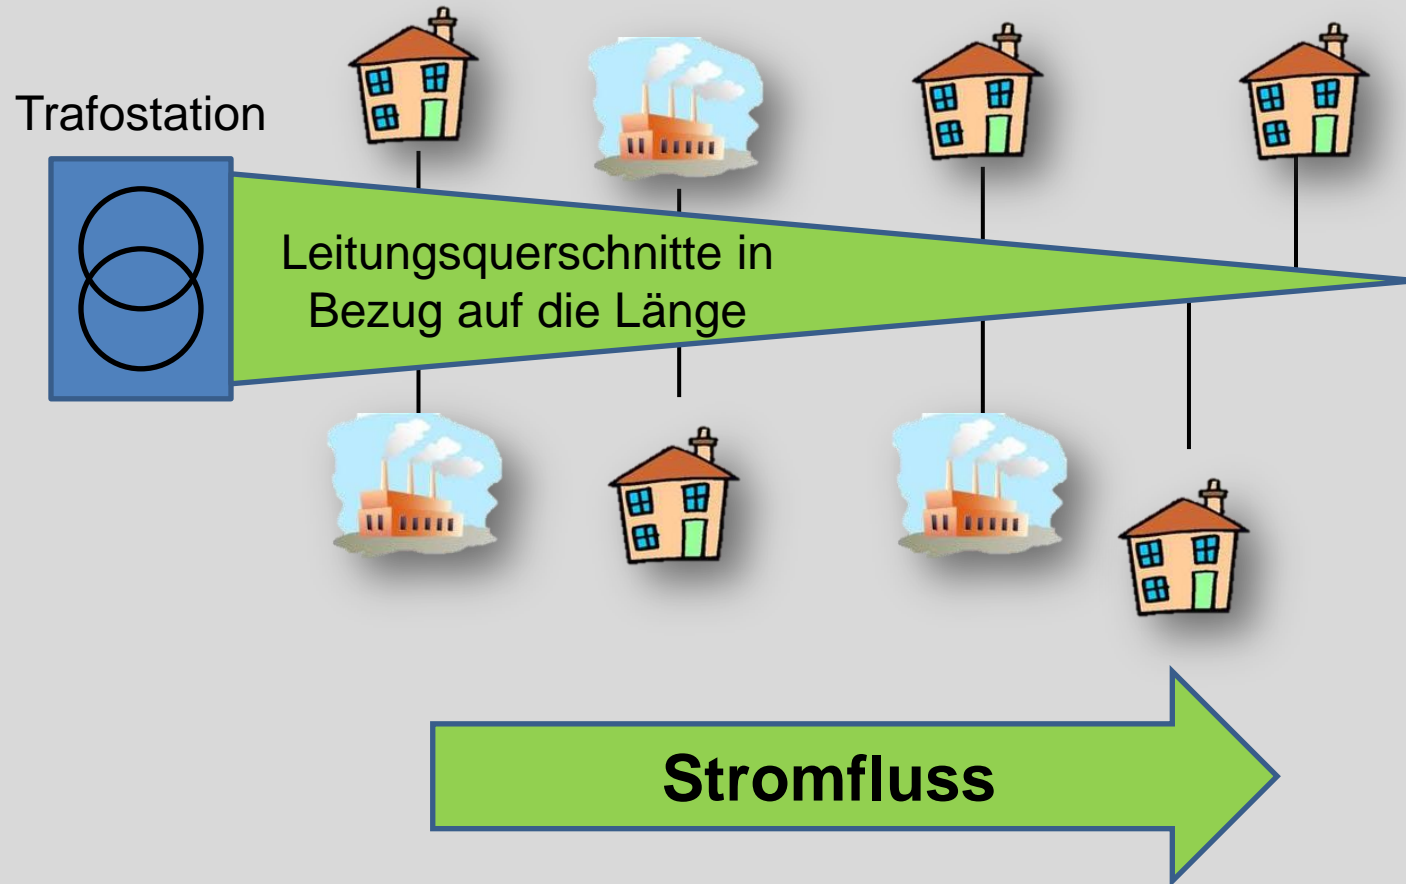 Trafostation
Leitungsquerschnitte in
Bezug auf die Länge
Stromfluss